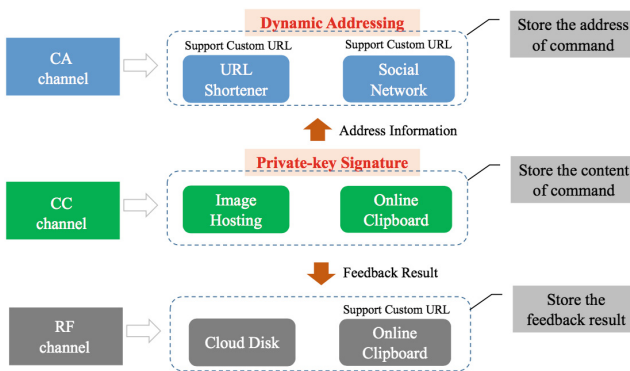 Dynamic Addressing
Store the address
of command
CA
channel
Support Custom URL
Support Custom URL
URL
Shortener
Social
Network
Address Information
Private-key Signature
Store the content
of command
CC
channel
Image
Hosting
Online
Clipboard
Feedback Result
Store the
feedback result
RF
channel
Support Custom URL
Cloud Disk
Online
Clipboard